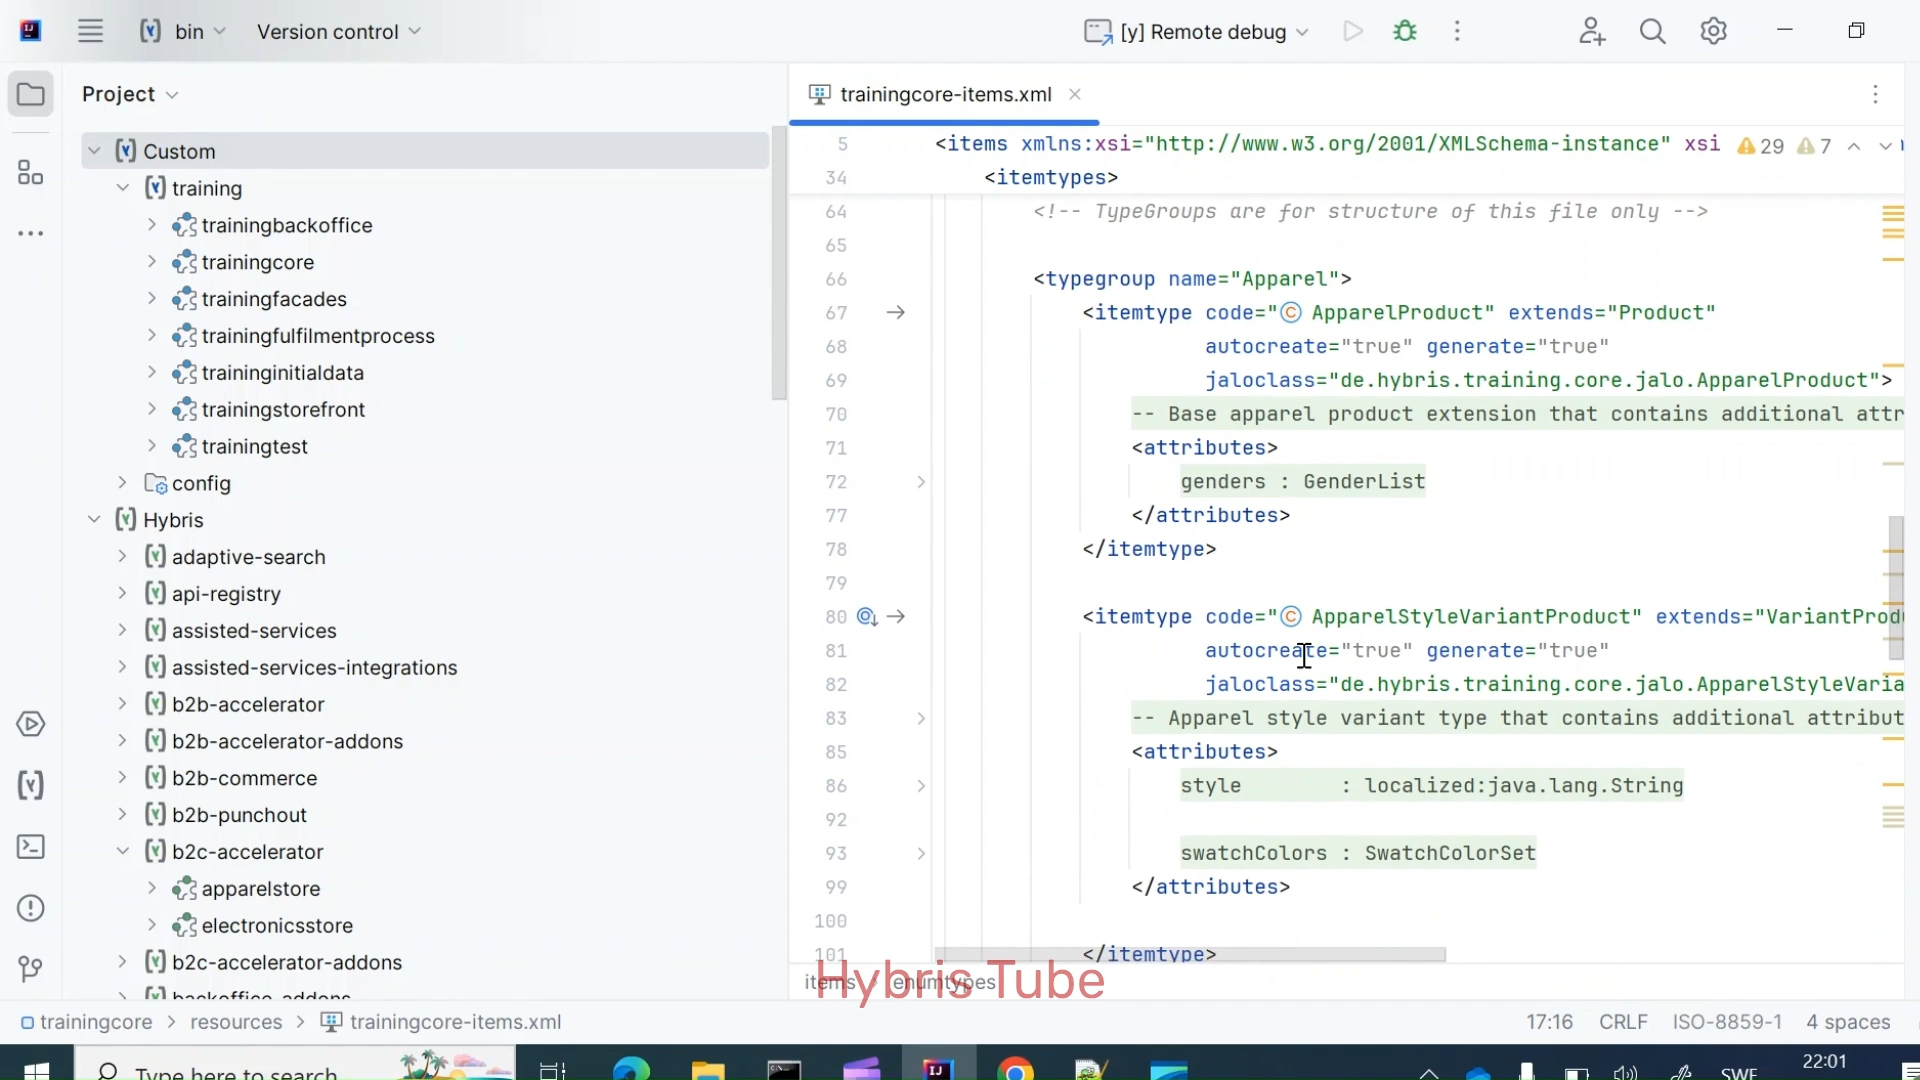 bin
Version control
[y] Remote debug
Project
trainingcore-items.xml
Custom
training
trainingbackoffice
trainingcore
trainingfacades
trainingfulfilmentprocess
traininginitialdata
trainingstorefront
trainingtest
config
Hybris
adaptive-search
api-registry
assisted-services
assisted-services-integrations
b2b-accelerator
b2b-accelerator-addons
b2b-commerce
b2b-punchout
b2c-accelerator
apparelstore
electronicsstore
b2c-accelerator-addons
backoffice-addons
5 <items xmlns:xsi="http://www.w3.org/2001/XMLSchema-instance" xsi 29 7
34 <itemtypes>
64 <!-- TypeGroups are for structure of this file only -->
65
66 <typegroup name="Apparel">
67 <itemtype code="© ApparelProduct" extends="Product"
68 autocreate="true" generate="true"
69 jaloclass="de.hybris.training.core.jalo.ApparelProduct">
70 -- Base apparel product extension that contains additional attr
71 <attributes>
72 genders : GenderList
77 </attributes>
78 </itemtype>
79
80 <itemtype code="© ApparelStyleVariantProduct" extends="VariantProdu
81 autocreate="true" generate="true"
82 jaloclass="de.hybris.training.core.jalo.ApparelStyleVaria
83 -- Apparel style variant type that contains additional attribut
85 <attributes>
86 style : localized:java.lang.String
92
93 swatchColors : SwatchColorSet
99 </attributes>
100
101 </itemtype>
items enumtypes
Hybris Tube
trainingcore > resources > trainingcore-items.xml
17:16 CRLF ISO-8859-1 4 spaces
Type here to search
SWE
22:01